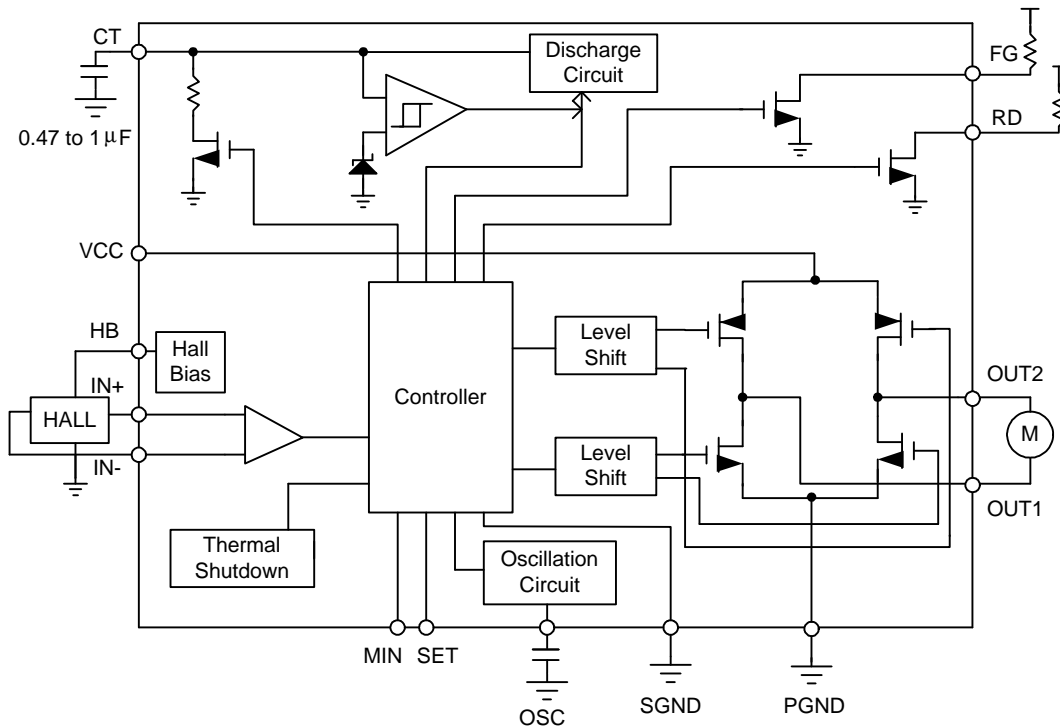 CT
Discharge
Circuit
FG
RD
0.47 to 1μF
VCC
HB
Hall
Bias
IN+
HALL
IN-
Controller
Level
Shift
Level
Shift
OUT2
M
OUT1
Thermal
Shutdown
Oscillation
Circuit
MIN
SET
OSC
SGND
PGND